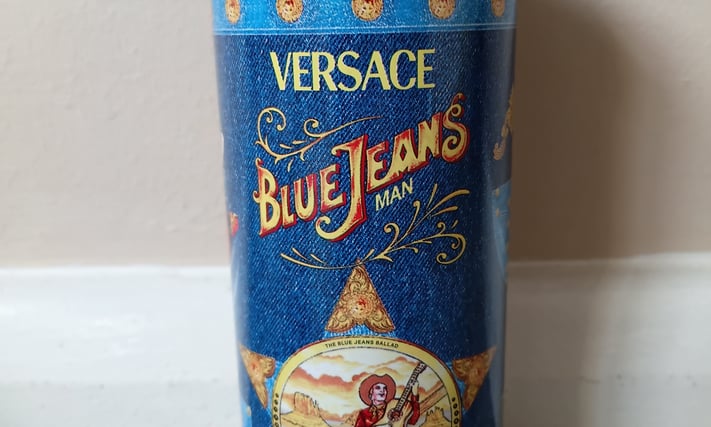 VERSACE
BLUE JEANS
MAN
THE BLUE JEANS BALLAD